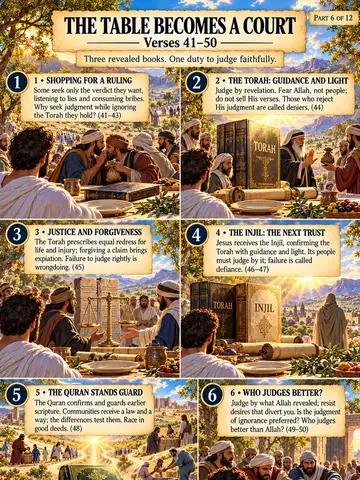 THE TABLE BECOMES A COURT
Part 6 of 12
Verses 41–50
Three revealed books. One duty to judge faithfully.
1
1 • SHOPPING FOR A RULING
Some seek only the verdict they want,
listening to lies and consuming bribes.
Why seek judgment while ignoring
the Torah they hold? (41–43)
2
2 • THE TORAH: GUIDANCE AND LIGHT
Judge by revelation. Fear Allah, not people;
do not sell His verses. Those who reject
His judgment are called deniers. (44)
TORAH
3
3 • JUSTICE AND FORGIVENESS
The Torah prescribes equal redress for
life and injury; forgiving a claim brings
expiation. Failure to judge rightly is
wrongdoing. (45)
4
4 • THE INJIL: THE NEXT TRUST
Jesus receives the Injil, confirming the
Torah with guidance and light. Its people
must judge by it; failure is called
defiance. (46–47)
TORAH
INJIL
5
5 • THE QURAN STANDS GUARD
The Quran confirms and guards earlier
scripture. Communities receive a law and a
way; the differences test them. Race in
good deeds. (48)
6
6 • WHO JUDGES BETTER?
Judge by what Allah revealed; resist
desires that divert you. Is the judgment
of ignorance preferred? Who judges
better than Allah? (49–50)